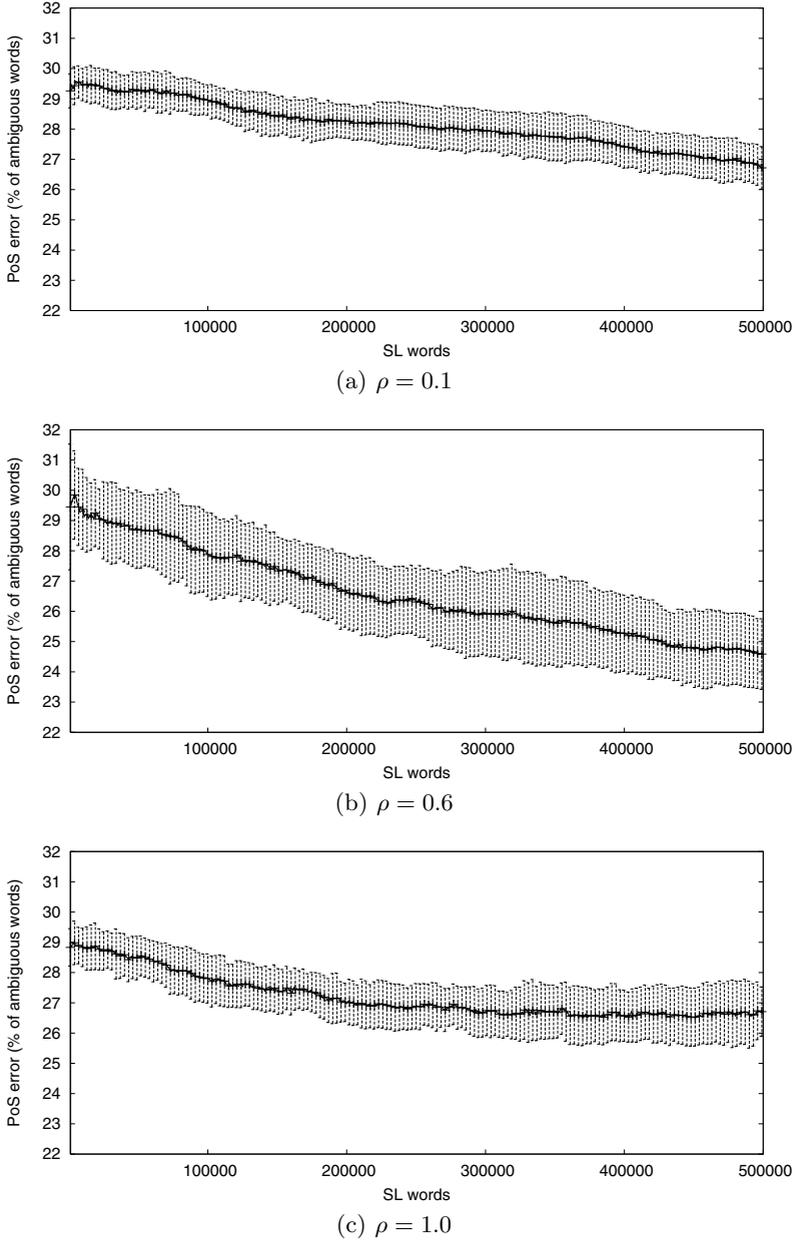 32
31
30
29
28
27
26
25
24
23
22
PoS error (% of ambiguous words)
100000 200000 300000 400000 500000
SL words
(a) ρ = 0.1
32
31
30
29
28
27
26
25
24
23
22
PoS error (% of ambiguous words)
100000 200000 300000 400000 500000
SL words
(b) ρ = 0.6
32
31
30
29
28
27
26
25
24
23
22
PoS error (% of ambiguous words)
100000 200000 300000 400000 500000
SL words
(c) ρ = 1.0